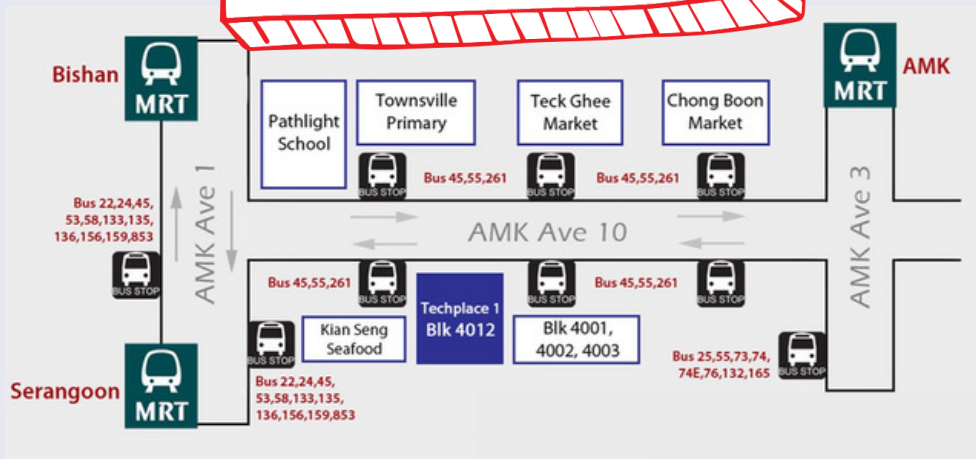 Bishan
MRT
AMK
MRT
Pathlight
School
Townsville
Primary
Teck Ghee
Market
Chong Boon
Market
BUS STOP
Bus 45,55,261
BUS STOP
Bus 45,55,261
BUS STOP
Bus 22,24,45,
53,58,133,135,
136,156,159,853
BUS STOP
AMK Ave 1
AMK Ave 10
AMK Ave 3
Bus 45,55,261
BUS STOP
Techplace 1
Blk 4012
BUS STOP
Bus 45,55,261
BUS STOP
Kian Seng
Seafood
Blk 4001,
4002, 4003
BUS STOP
Bus 22,24,45,
53,58,133,135,
136,156,159,853
Bus 25,55,73,74,
74E,76,132,165
BUS STOP
Serangoon
MRT